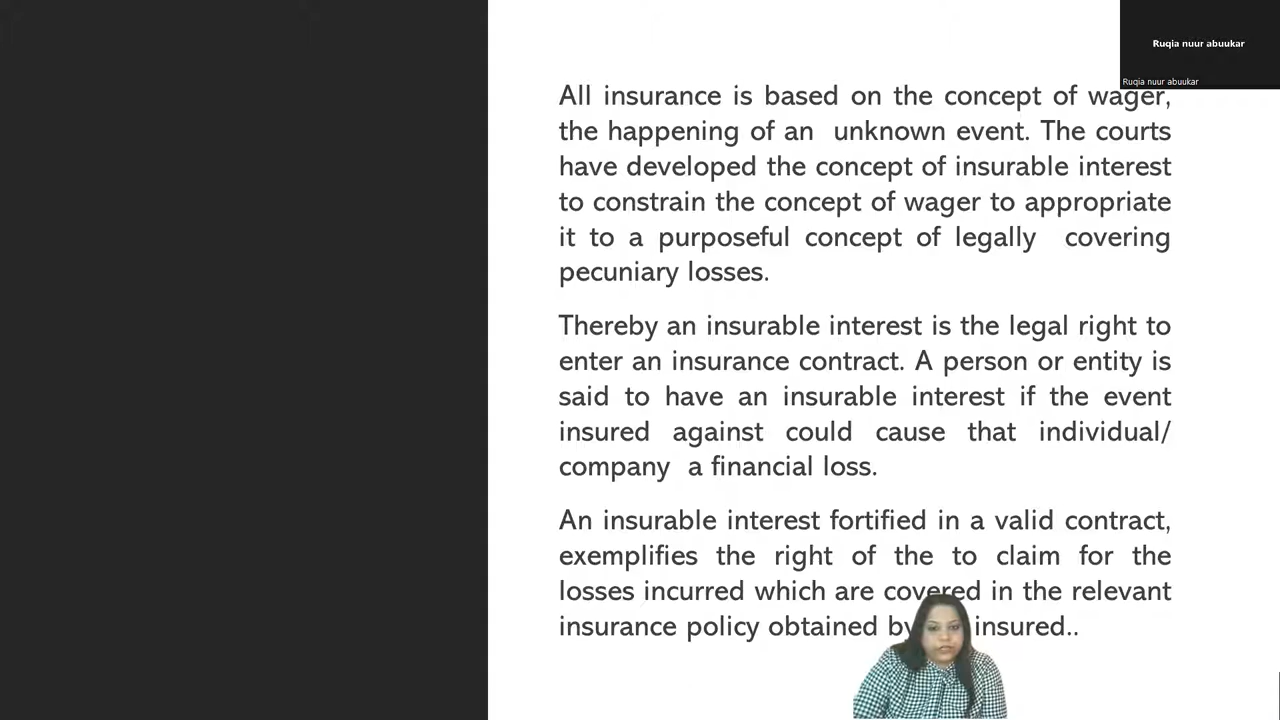 Ruqia nuur abuukar
Ruqia nuur abuukar
All insurance is based on the concept of wager,
the happening of an unknown event. The courts
have developed the concept of insurable interest
to constrain the concept of wager to appropriate
it to a purposeful concept of legally covering
pecuniary losses.
Thereby an insurable interest is the legal right to
enter an insurance contract. A person or entity is
said to have an insurable interest if the event
insured against could cause that individual/
company a financial loss.
An insurable interest fortified in a valid contract,
exemplifies the right of the to claim for the
losses incurred which are covered in the relevant
insurance policy obtained by insured..